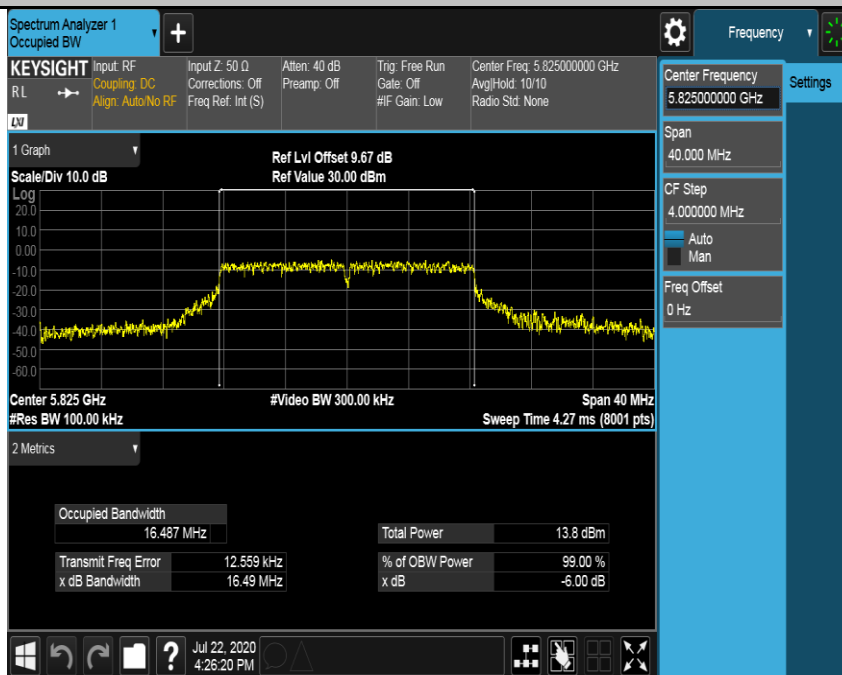 Spectrum Analyzer 1
Occupied BW
+
Frequency
KEYSIGHT
RL
LXI
Input: RF
Coupling: DC
Align: Auto/No RF
Input Z: 50 Ω
Corrections: Off
Freq Ref: Int (S)
Atten: 40 dB
Preamp: Off
Trig: Free Run
Gate: Off
#IF Gain: Low
Center Freq: 5.825000000 GHz
Avg|Hold: 10/10
Radio Std: None
Center Frequency
5.825000000 GHz
Settings
Span
40.000 MHz
CF Step
4.000000 MHz
Auto
Man
Freq Offset
0 Hz
1 Graph
Scale/Div 10.0 dB
Ref Lvl Offset 9.67 dB
Ref Value 30.00 dBm
Log
20.0
10.0
0.00
-10.0
-20.0
-30.0
-40.0
-50.0
-60.0
Center 5.825 GHz
#Video BW 300.00 kHz
Span 40 MHz
#Res BW 100.00 kHz
Sweep Time 4.27 ms (8001 pts)
2 Metrics
Occupied Bandwidth
16.487 MHz
Total Power 13.8 dBm
Transmit Freq Error 12.559 kHz
% of OBW Power 99.00 %
x dB Bandwidth 16.49 MHz
x dB -6.00 dB
?
Jul 22, 2020
4:26:20 PM